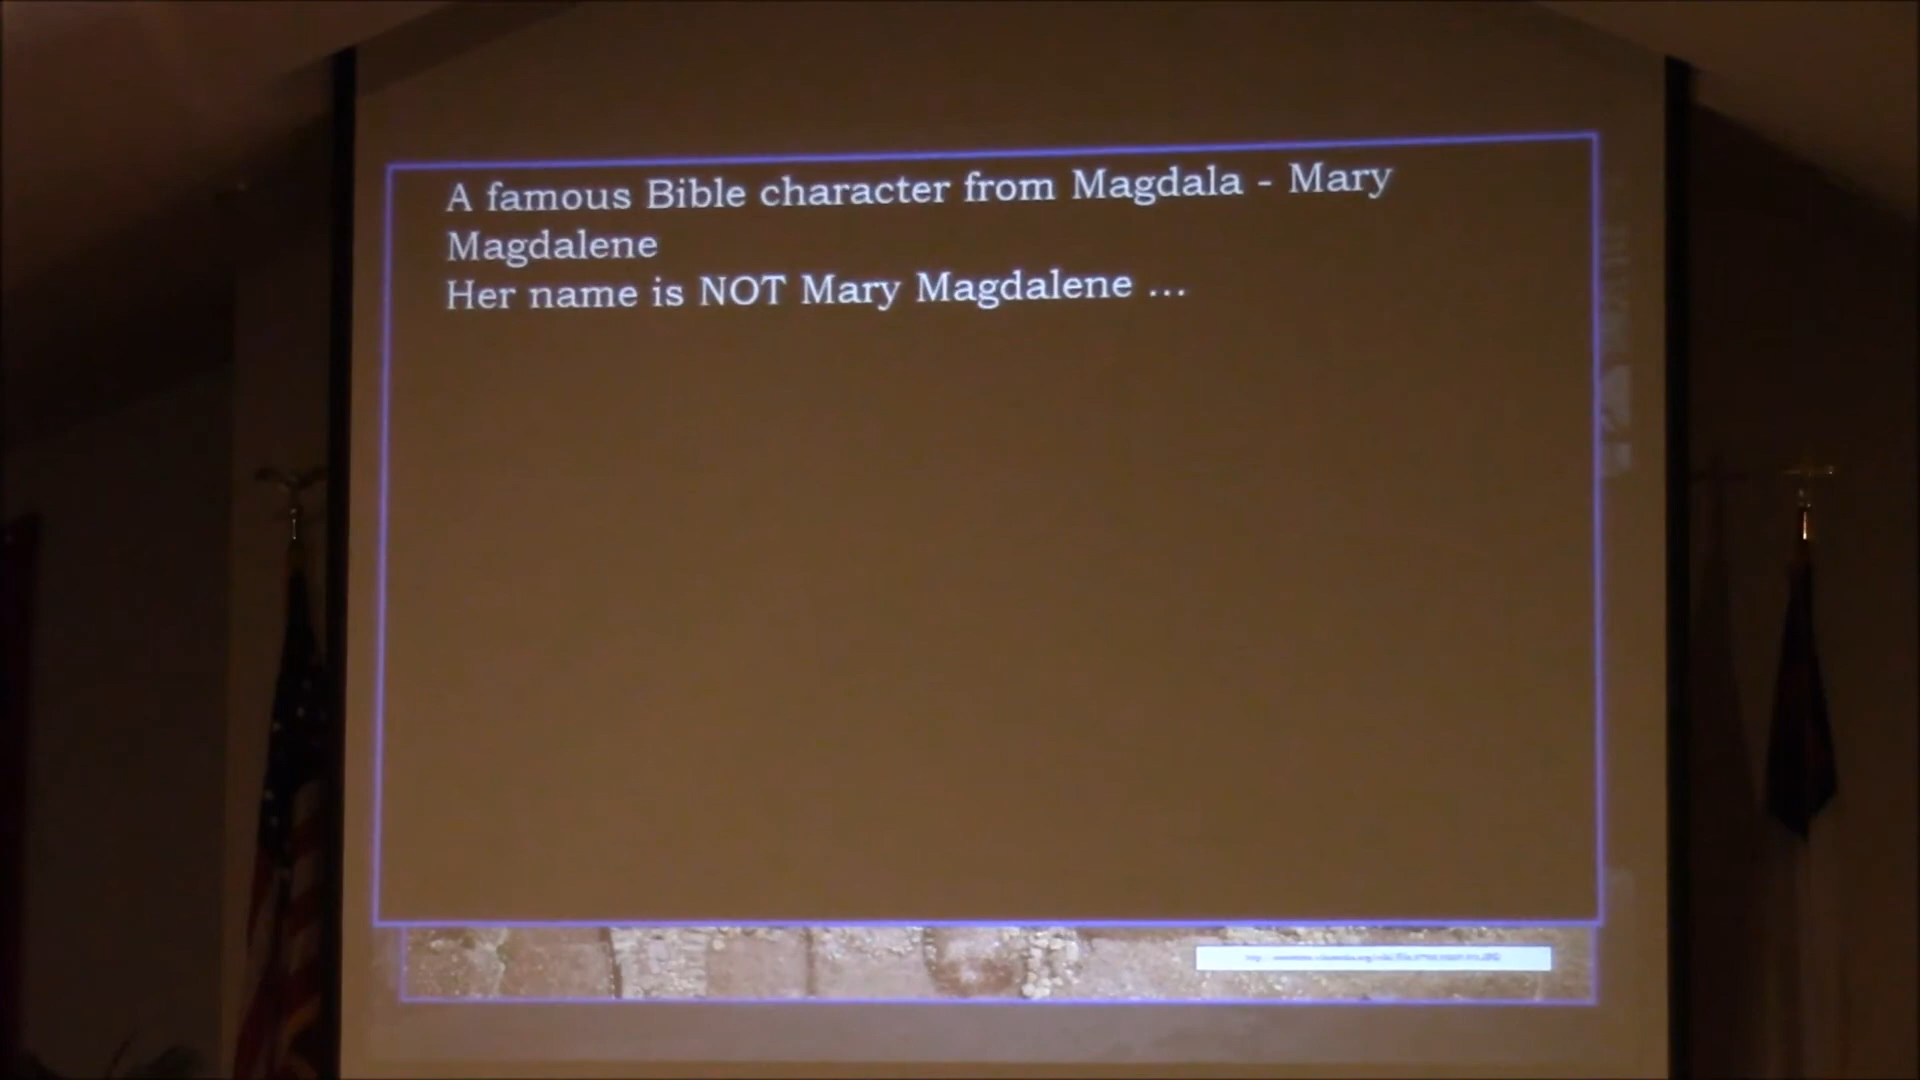 A famous Bible character from Magdala - Mary
Magdalene
Her name is NOT Mary Magdalene ...